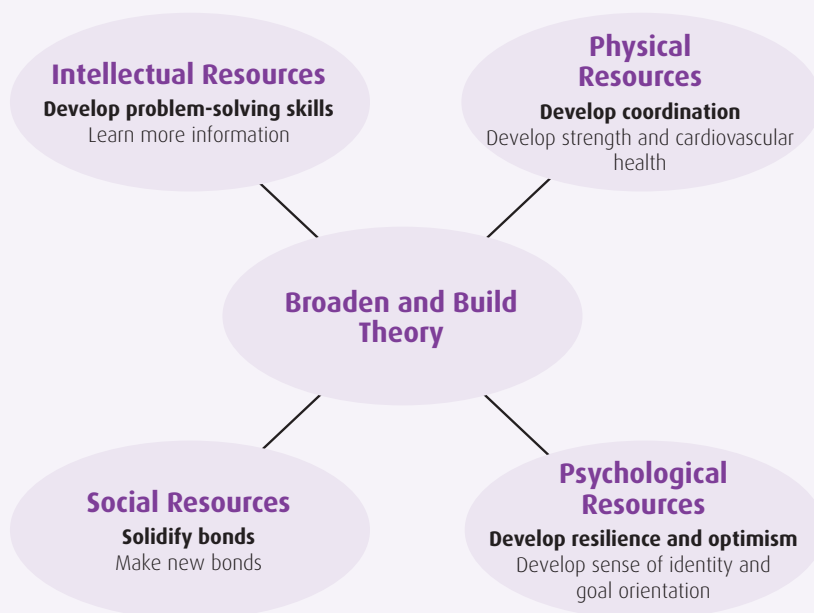 Intellectual Resources
Develop problem-solving skills
Learn more information
Physical
Resources
Develop coordination
Develop strength and cardiovascular
health
Broaden and Build
Theory
Social Resources
Solidify bonds
Make new bonds
Psychological
Resources
Develop resilience and optimism
Develop sense of identity and
goal orientation